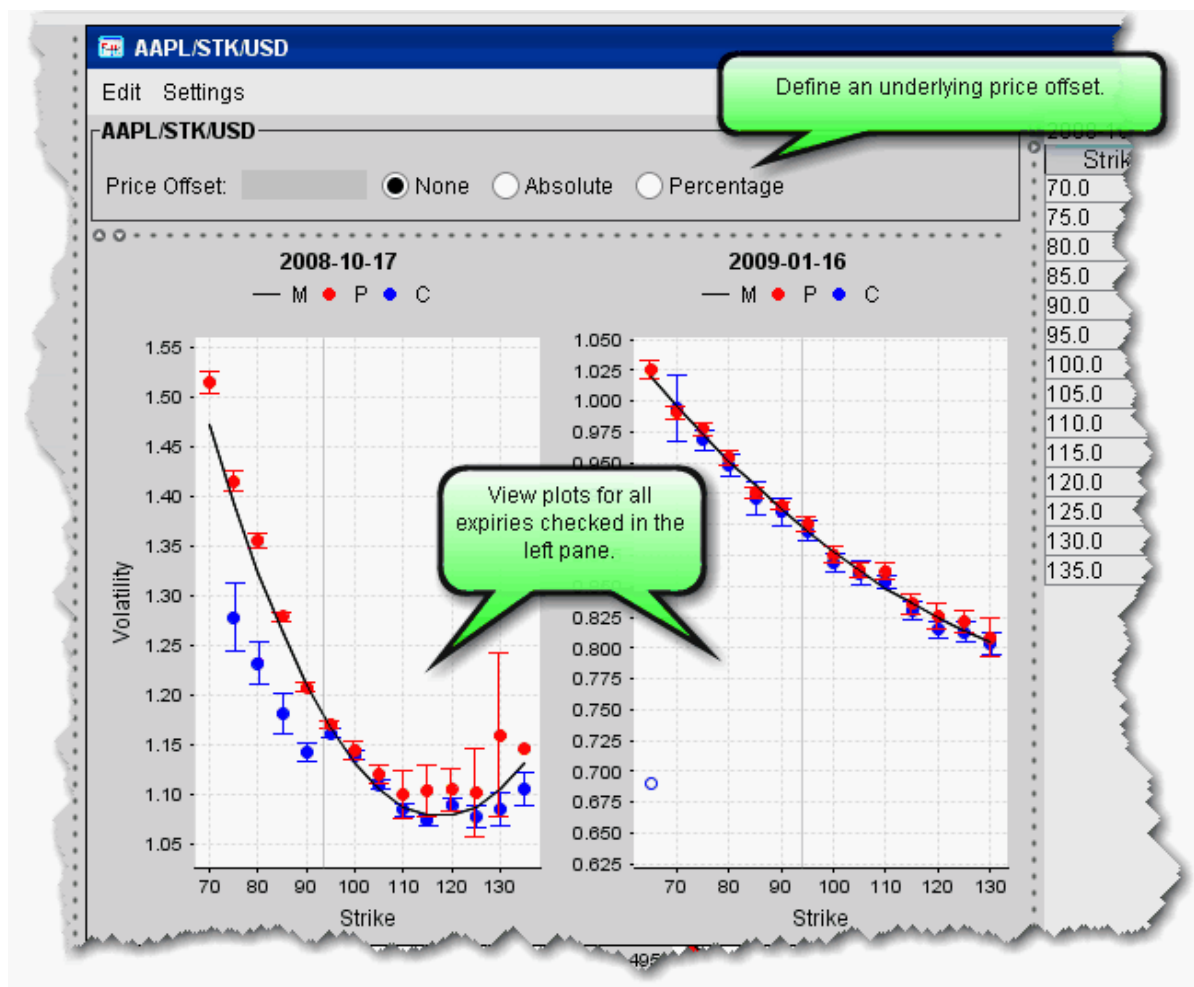 AAPL/STK/USD
Edit Settings
Define an underlying price offset.
AAPL/STK/USD
Price Offset: None Absolute Percentage
2008-10-17
M P C
1.55
1.50
1.45
1.40
1.35
1.30
1.25
1.20
1.15
1.10
1.05
Volatility
70 80 90 100 110 120 130
Strike
View plots for all
expiries checked in the
left pane.
2009-01-16
M P C
1.050
1.025
1.000
0.975
0.950
0.825
0.800
0.775
0.750
0.725
0.700
0.675
0.650
0.625
70 80 90 100 110 120 130
Strike
70.0
75.0
80.0
85.0
90.0
95.0
100.0
105.0
110.0
115.0
120.0
125.0
130.0
135.0
495